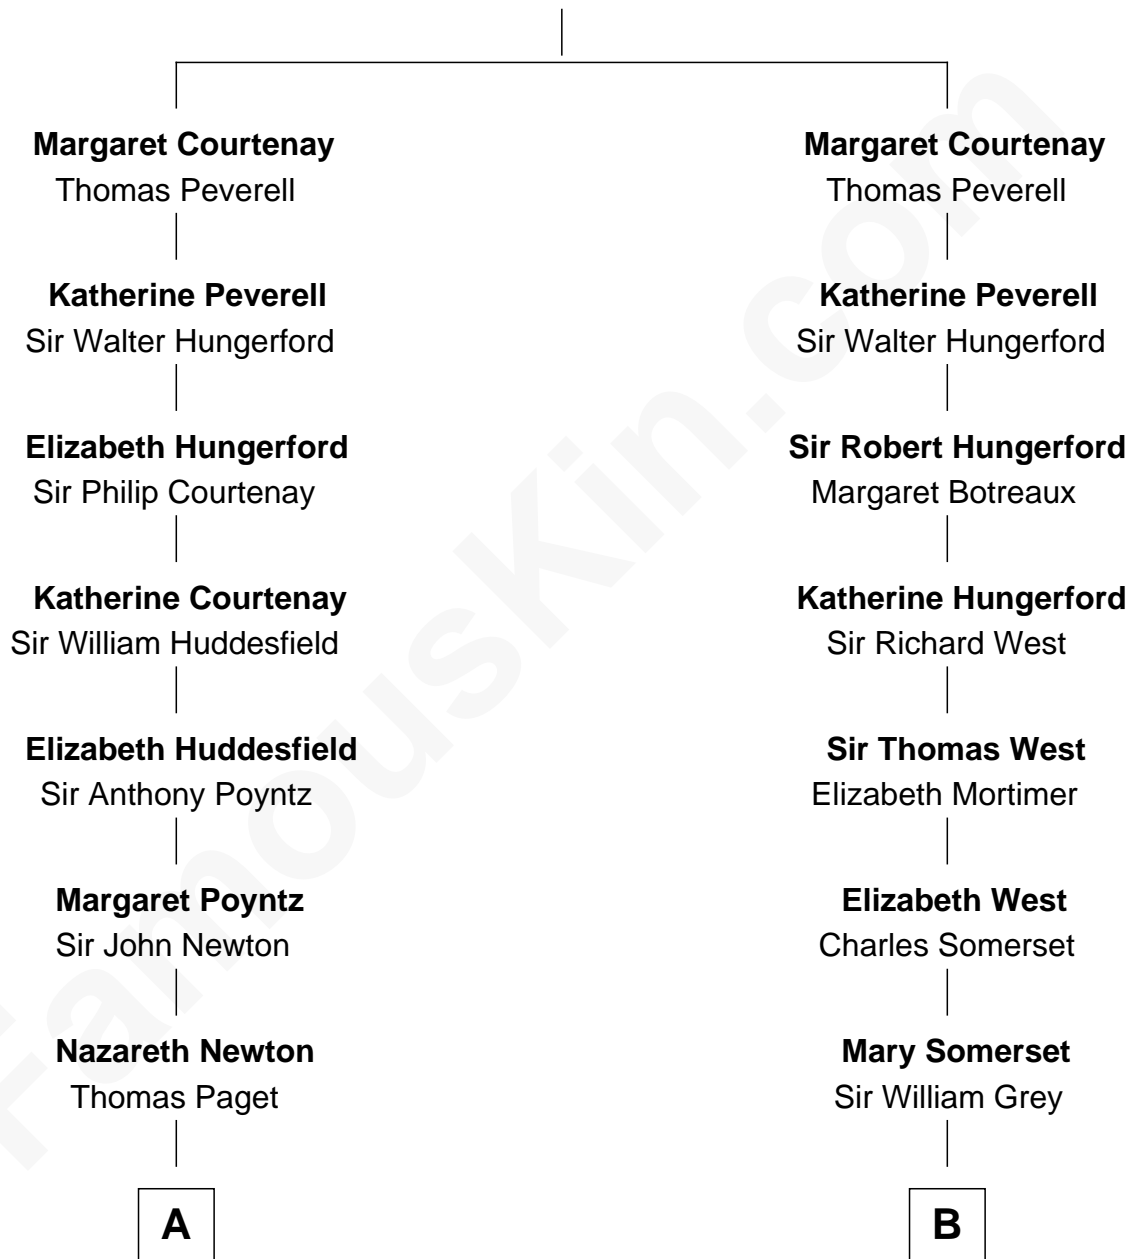 Margaret Courtenay
Thomas Peverell
Katherine Peverell
Sir Walter Hungerford
Elizabeth Hungerford
Sir Philip Courtenay
Katherine Courtenay
Sir William Huddesfield
Elizabeth Huddesfield
Sir Anthony Poyntz
Margaret Poyntz
Sir John Newton
Nazareth Newton
Thomas Paget
A
Margaret Courtenay
Thomas Peverell
Katherine Peverell
Sir Walter Hungerford
Sir Robert Hungerford
Margaret Botreaux
Katherine Hungerford
Sir Richard West
Sir Thomas West
Elizabeth Mortimer
Elizabeth West
Charles Somerset
Mary Somerset
Sir William Grey
B
FamousKin.com